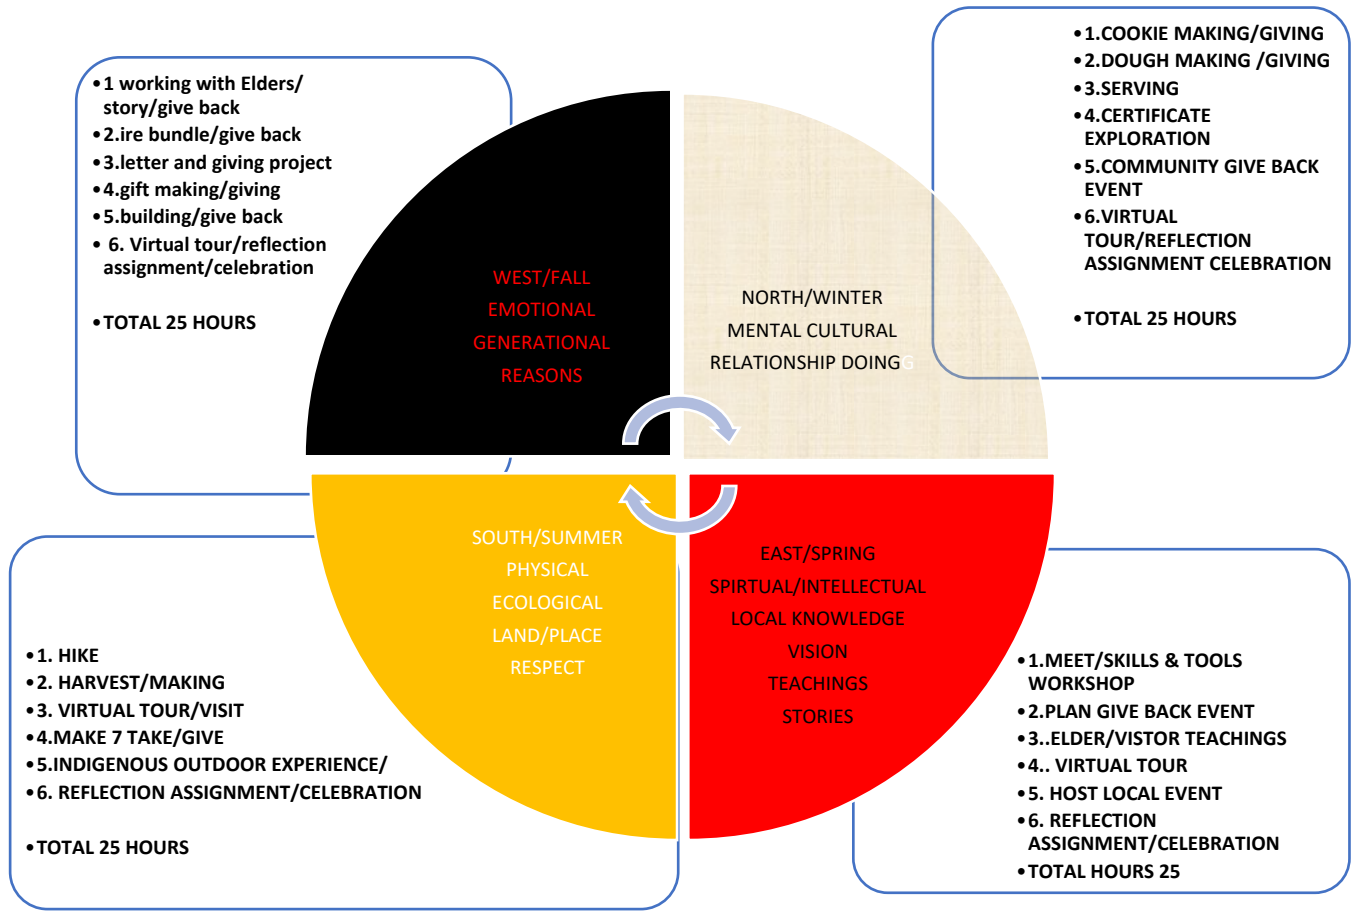 •1 working with Elders/
story/give back
•2.ire bundle/give back
•3.letter and giving project
•4.gift making/giving
•5.building/give back
• 6. Virtual tour/reflection
assignment/celebration
•TOTAL 25 HOURS
•1.COOKIE MAKING/GIVING
•2.DOUGH MAKING /GIVING
•3.SERVING
•4.CERTIFICATE
EXPLORATION
•5.COMMUNITY GIVE BACK
EVENT
•6.VIRTUAL
TOUR/REFLECTION
ASSIGNMENT CELEBRATION
•TOTAL 25 HOURS
WEST/FALL
EMOTIONAL
GENERATIONAL
REASONS
NORTH/WINTER
MENTAL CULTURAL
RELATIONSHIP DOINGG
SOUTH/SUMMER
PHYSICAL
ECOLOGICAL
LAND/PLACE
RESPECT
EAST/SPRING
SPIRTUAL/INTELLECTUAL
LOCAL KNOWLEDGE
VISION
TEACHINGS
STORIES
•1. HIKE
•2. HARVEST/MAKING
•3. VIRTUAL TOUR/VISIT
•4.MAKE 7 TAKE/GIVE
•5.INDIGENOUS OUTDOOR EXPERIENCE/
•6. REFLECTION ASSIGNMENT/CELEBRATION
•TOTAL 25 HOURS
•1.MEET/SKILLS & TOOLS
WORKSHOP
•2.PLAN GIVE BACK EVENT
•3..ELDER/VISTOR TEACHINGS
•4.. VIRTUAL TOUR
•5. HOST LOCAL EVENT
•6. REFLECTION
ASSIGNMENT/CELEBRATION
•TOTAL HOURS 25